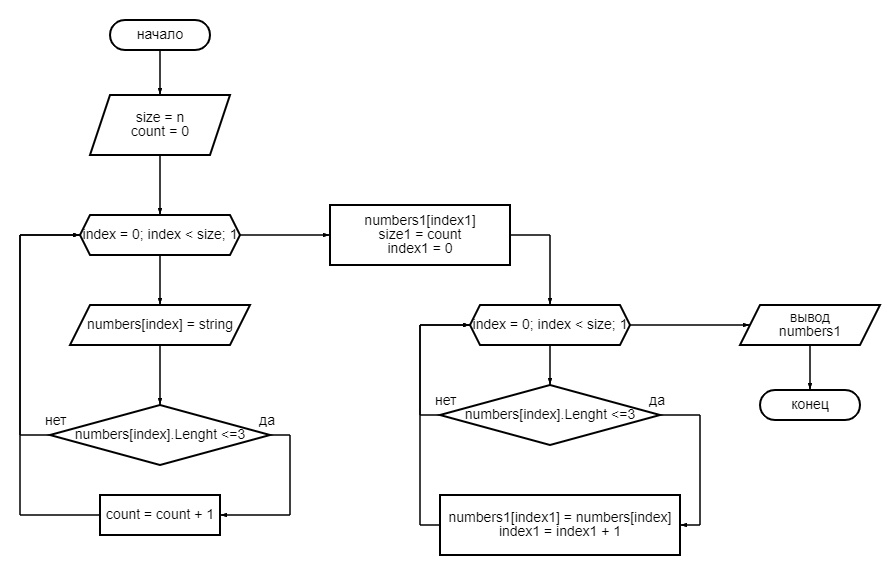 начало
size = n
count = 0
index = 0; index < size; 1
numbers[index] = string
нет
да
numbers[index].Lenght <=3
count = count + 1
numbers1[index1]
size1 = count
index1 = 0
index = 0; index < size; 1
нет
да
numbers[index].Lenght <=3
numbers1[index1] = numbers[index]
index1 = index1 + 1
вывод
numbers1
конец